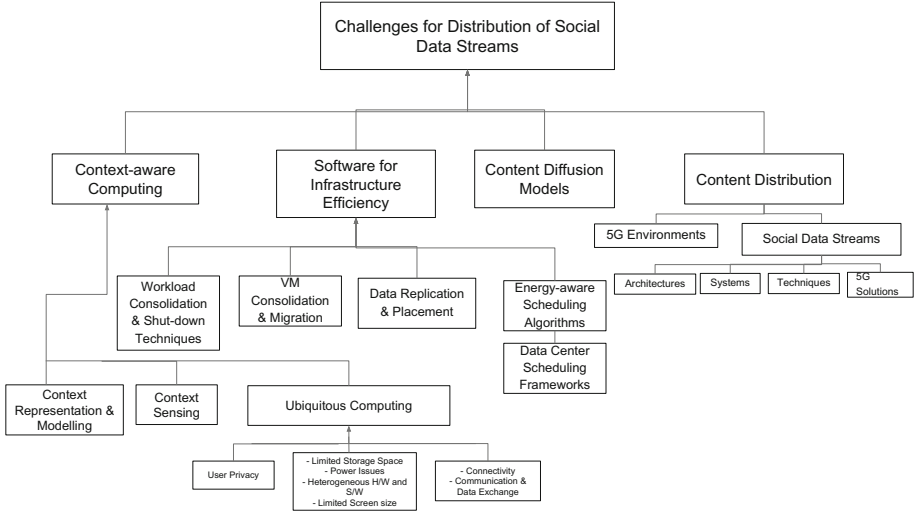 Challenges for Distribution of Social
Data Streams
Context-aware
Computing
Software for
Infrastructure
Efficiency
Content Diffusion
Models
Content Distribution
5G Environments
Social Data Streams
Architectures
Systems
Techniques
5G
Solutions
Workload
Consolidation
& Shut-down
Techniques
VM
Consolidation
& Migration
Data Replication
& Placement
Energy-aware
Scheduling
Algorithms
Data Center
Scheduling
Frameworks
Context
Representation &
Modelling
Context
Sensing
Ubiquitous Computing
User Privacy
- Limited Storage Space
- Power Issues
- Heterogeneous H/W and
S/W
- Limited Screen size
- Connectivity
- Communication &
Data Exchange